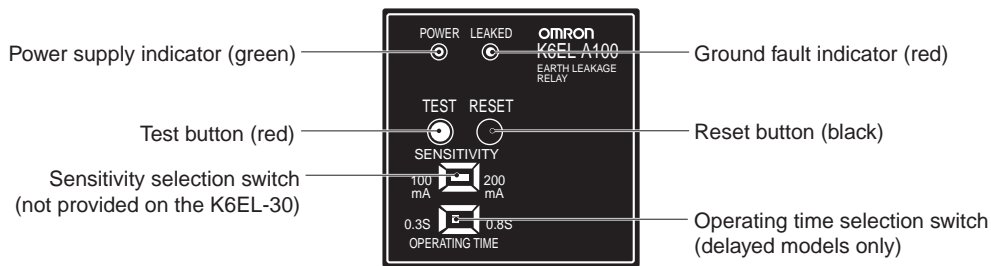 Power supply indicator (green)
Test button (red)
Sensitivity selection switch
(not provided on the K6EL-30)
POWER LEAKED
OMRON
K6EL A100
EARTH LEAKAGE
RELAY
TEST RESET
SENSITIVITY
100
mA
200
mA
0.3S 0.8S
OPERATING TIME
Ground fault indicator (red)
Reset button (black)
Operating time selection switch
(delayed models only)